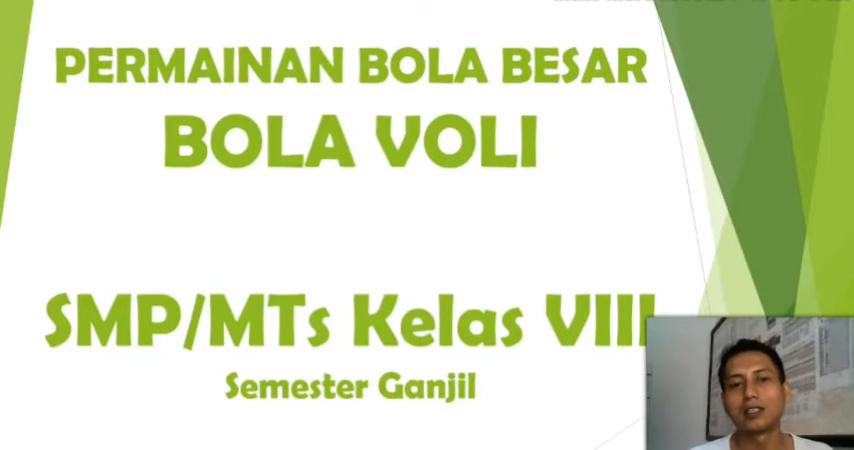 PERMAINAN BOLA BESAR
BOLA VOLI
SMP/MTs Kelas VIII
Semester Ganjil